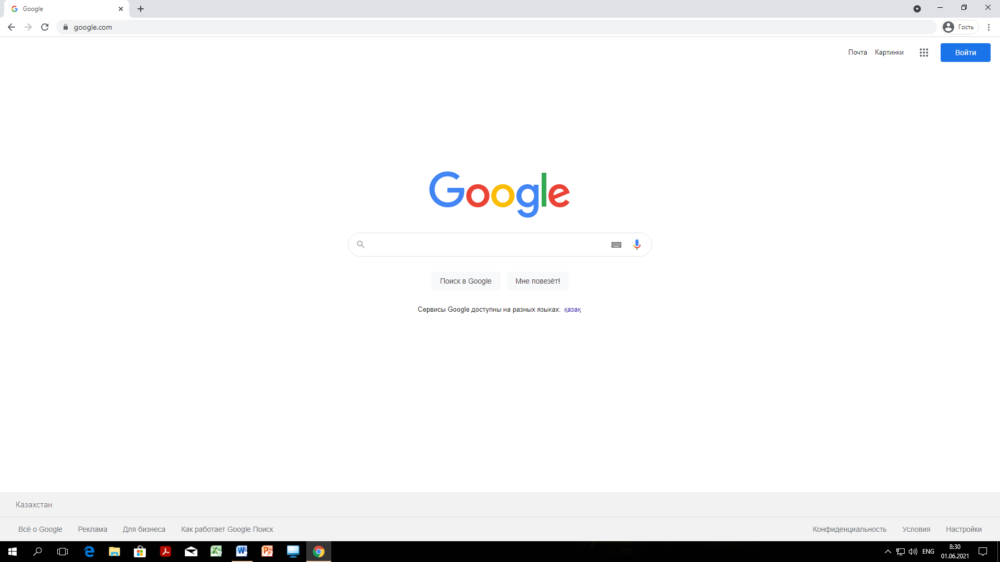 Google
google.com
Гость
Почта Картинки Войти
Google
Поиск в Google Мне повезёт!
Сервисы Google доступны на разных языках: қазақ
Казахстан
Всё о Google Реклама Для бизнеса Как работает Google Поиск Конфиденциальность Условия Настройки
ENG 8:30
01.06.2021